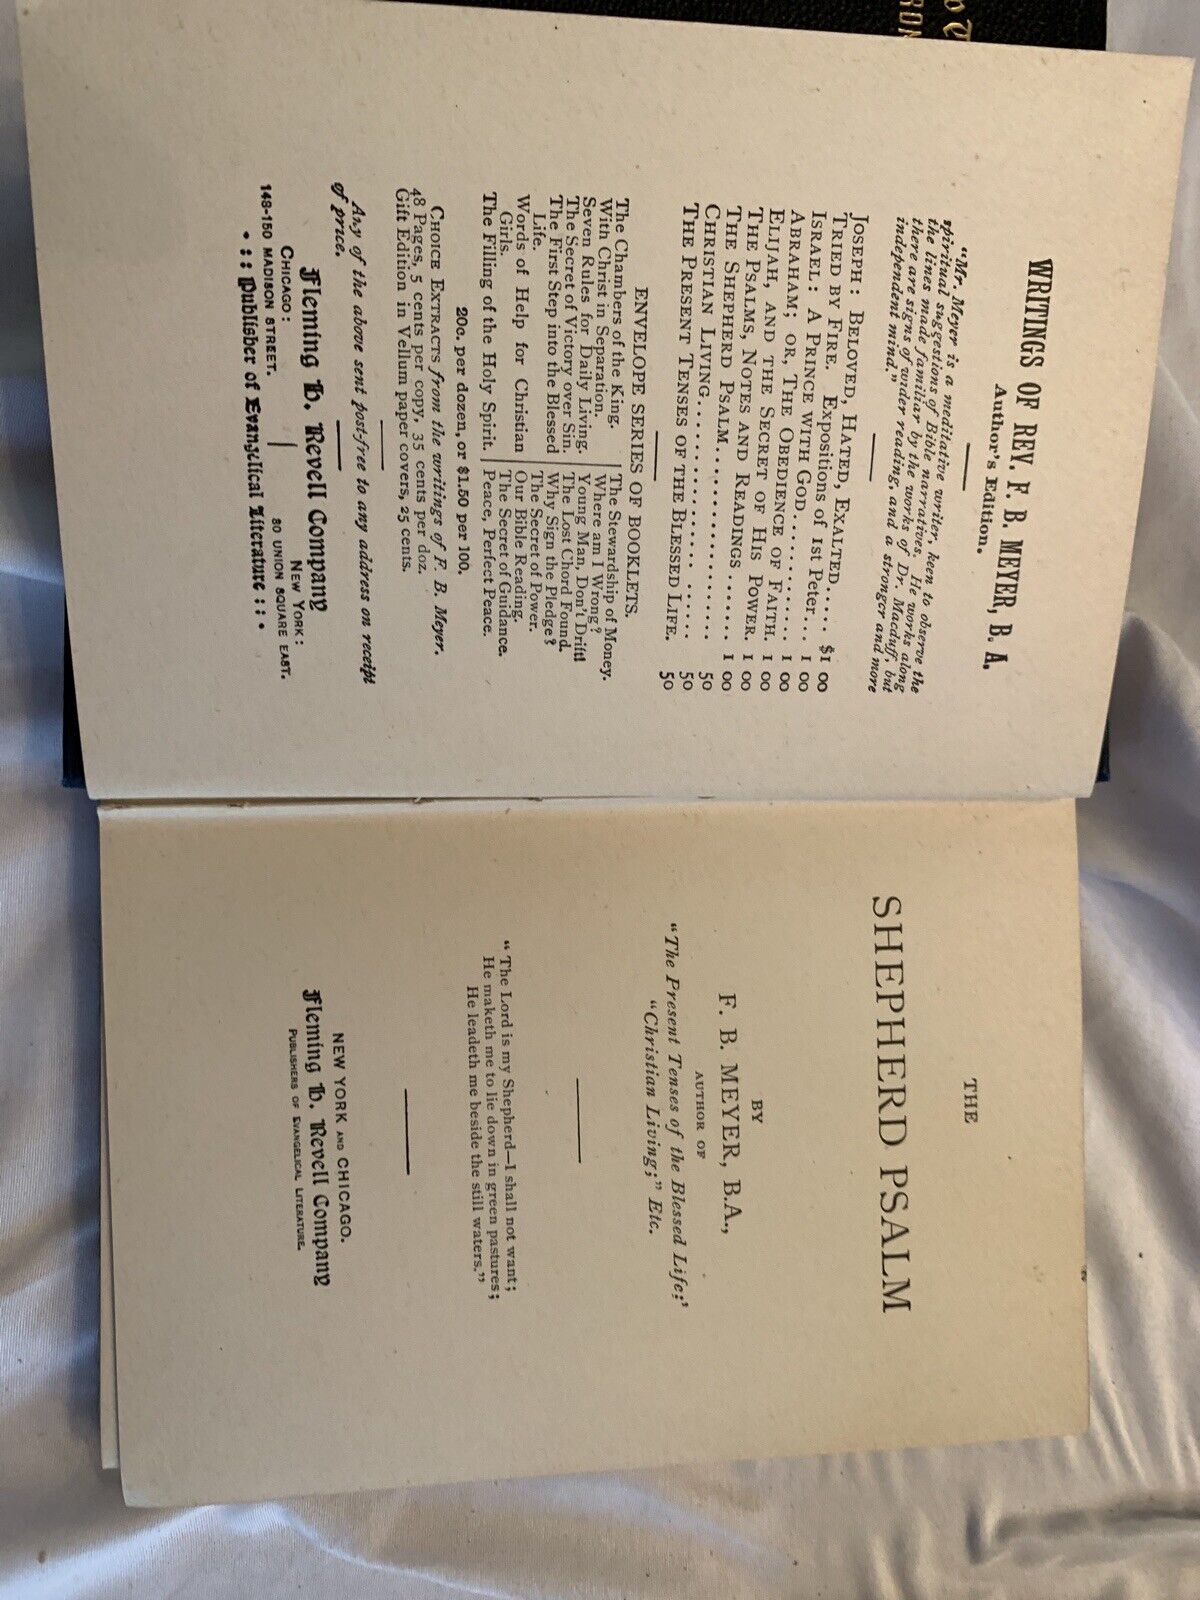 WRITINGS OF REV. F. B. MEYER, B. A.
Author's Edition.
"Mr. Meyer is a meditative writer, keen to observe the
spiritual suggestions of Bible narratives. He works along
the lines made familiar by the works of Dr. Macduff, but
there are signs of wider reading, and a stronger and more
independent mind."
JOSEPH: BELOVED, HATED, EXALTED..... $1 00
TRIED BY FIRE. Expositions of 1st Peter... 1 00
ISRAEL: A PRINCE WITH GOD........... 1 00
ABRAHAM; OR, THE OBEDIENCE OF FAITH. 1 00
ELIJAH, AND THE SECRET OF HIS POWER. 1 00
THE PSALMS, NOTES AND READINGS ....... 1 00
THE SHEPHERD PSALM.................. 50
CHRISTIAN LIVING...................... 50
THE PRESENT TENSES OF THE BLESSED LIFE. 50
ENVELOPE SERIES OF BOOKLETS.
The Chambers of the King.
With Christ in Separation.
Seven Rules for Daily Living.
The Secret of Victory over Sin.
The First Step into the Blessed
Life.
Words of Help for Christian
Girls.
The Filling of the Holy Spirit.
The Stewardship of Money.
Where am I Wrong?
Young Man, Don't Drift!
The Lost Chord Found.
Why Sign the Pledge?
The Secret of Power.
Our Bible Reading.
The Secret of Guidance.
Peace, Perfect Peace.
20c. per dozen, or $1.50 per 100.
CHOICE EXTRACTS from the writings of F. B. Meyer.
48 Pages, 5 cents per copy, 35 cents per doz.
Gift Edition in Vellum paper covers, 25 cents.
Any of the above sent post-free to any address on receipt
of price.
Fleming H. Revell Company
CHICAGO:
148-150 MADISON STREET.
NEW YORK:
30 UNION SQUARE EAST.
• : : Publisher of Evangelical Literature : : •
THE
SHEPHERD PSALM
BY
F. B. MEYER, B.A.,
AUTHOR OF
"The Present Tenses of the Blessed Life;"
"Christian Living;" Etc.
"The Lord is my Shepherd—I shall not want;
He maketh me to lie down in green pastures;
He leadeth me beside the still waters."
NEW YORK AND CHICAGO.
Fleming H. Revell Company
PUBLISHERS OF EVANGELICAL LITERATURE.